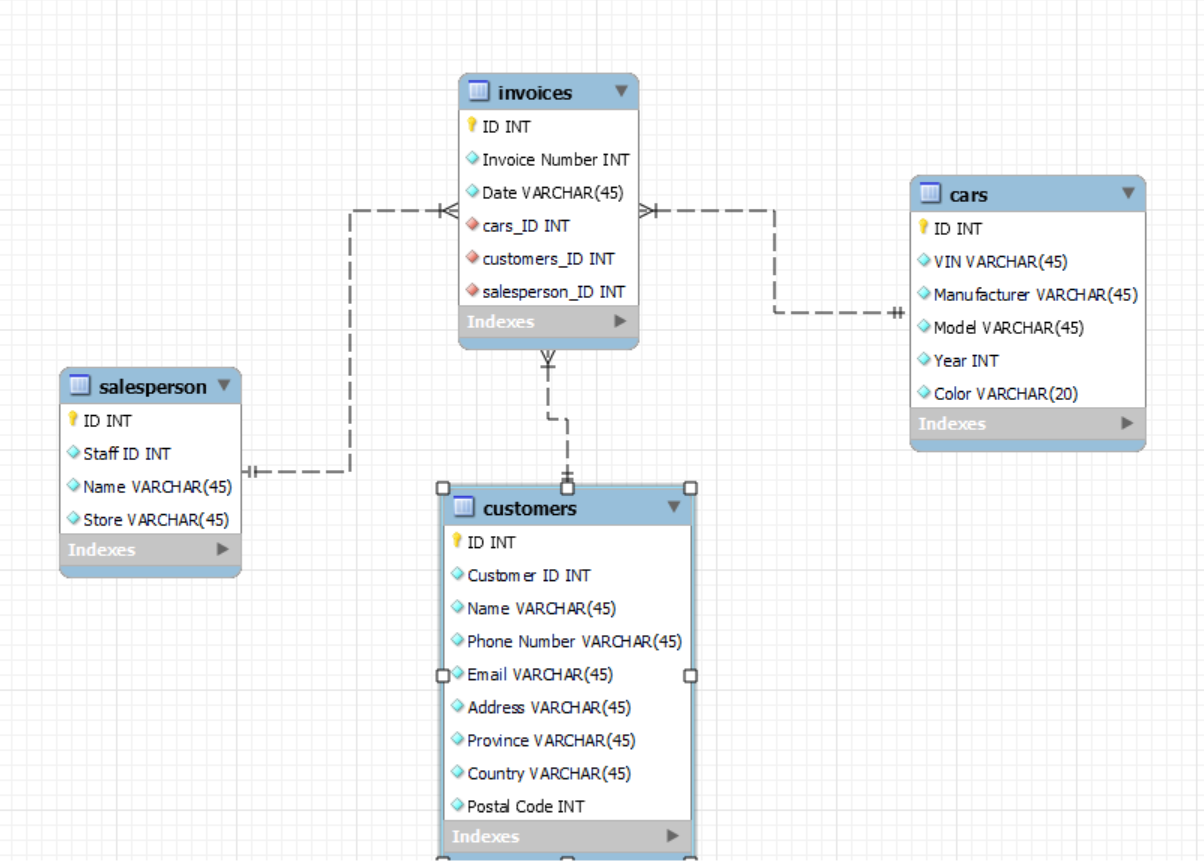 invoices
ID INT
Invoice Number INT
Date VARCHAR(45)
cars_ID INT
customers_ID INT
salesperson_ID INT
Indexes
cars
ID INT
VIN VARCHAR(45)
Manufacturer VARCHAR(45)
Model VARCHAR(45)
Year INT
Color VARCHAR(20)
Indexes
salesperson
ID INT
Staff ID INT
Name VARCHAR(45)
Store VARCHAR(45)
Indexes
customers
ID INT
Customer ID INT
Name VARCHAR(45)
Phone Number VARCHAR(45)
Email VARCHAR(45)
Address VARCHAR(45)
Province VARCHAR(45)
Country VARCHAR(45)
Postal Code INT
Indexes